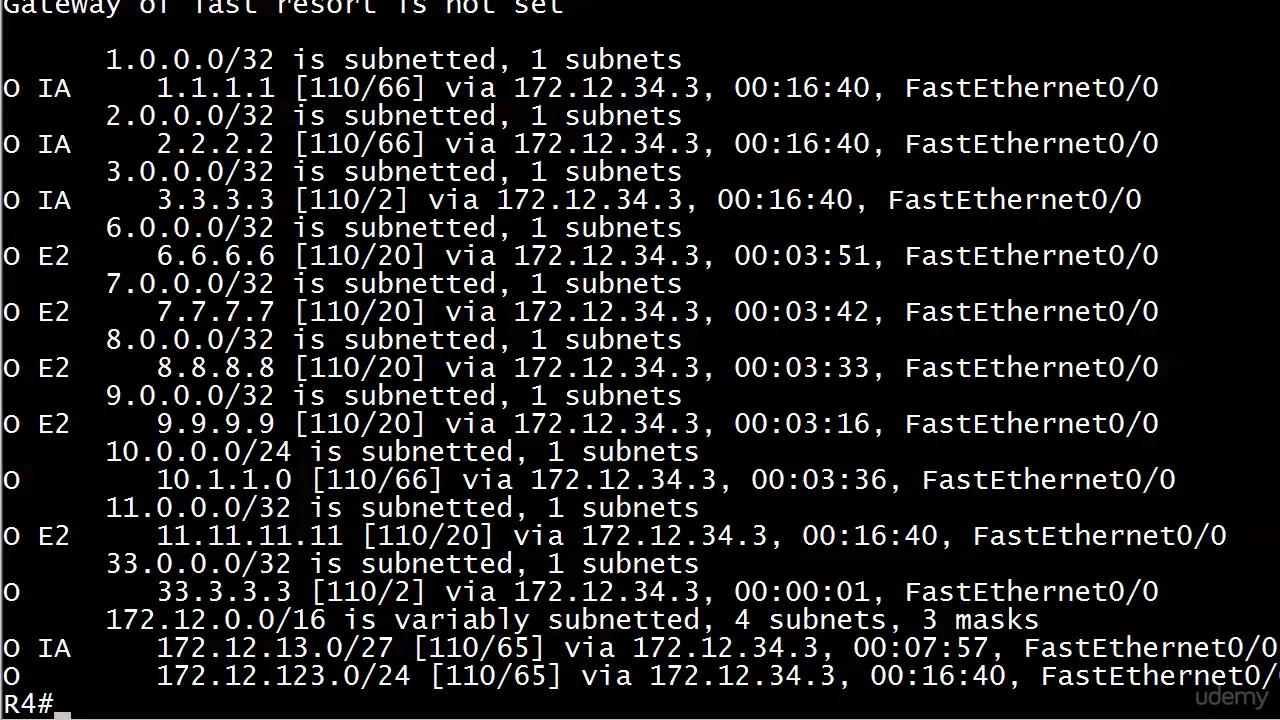 Gateway of last resort is not set
1.0.0.0/32 is subnetted, 1 subnets
O IA 1.1.1.1 [110/66] via 172.12.34.3, 00:16:40, FastEthernet0/0
2.0.0.0/32 is subnetted, 1 subnets
O IA 2.2.2.2 [110/66] via 172.12.34.3, 00:16:40, FastEthernet0/0
3.0.0.0/32 is subnetted, 1 subnets
O IA 3.3.3.3 [110/2] via 172.12.34.3, 00:16:40, FastEthernet0/0
6.0.0.0/32 is subnetted, 1 subnets
O E2 6.6.6.6 [110/20] via 172.12.34.3, 00:03:51, FastEthernet0/0
7.0.0.0/32 is subnetted, 1 subnets
O E2 7.7.7.7 [110/20] via 172.12.34.3, 00:03:42, FastEthernet0/0
8.0.0.0/32 is subnetted, 1 subnets
O E2 8.8.8.8 [110/20] via 172.12.34.3, 00:03:33, FastEthernet0/0
9.0.0.0/32 is subnetted, 1 subnets
O E2 9.9.9.9 [110/20] via 172.12.34.3, 00:03:16, FastEthernet0/0
10.0.0.0/24 is subnetted, 1 subnets
O 10.1.1.0 [110/66] via 172.12.34.3, 00:03:36, FastEthernet0/0
11.0.0.0/32 is subnetted, 1 subnets
O E2 11.11.11.11 [110/20] via 172.12.34.3, 00:16:40, FastEthernet0/0
33.0.0.0/32 is subnetted, 1 subnets
O 33.3.3.3 [110/2] via 172.12.34.3, 00:00:01, FastEthernet0/0
172.12.0.0/16 is variably subnetted, 4 subnets, 3 masks
O IA 172.12.13.0/27 [110/65] via 172.12.34.3, 00:07:57, FastEthernet0/0
O 172.12.123.0/24 [110/65] via 172.12.34.3, 00:16:40, FastEthernet0/
R4#
udemy